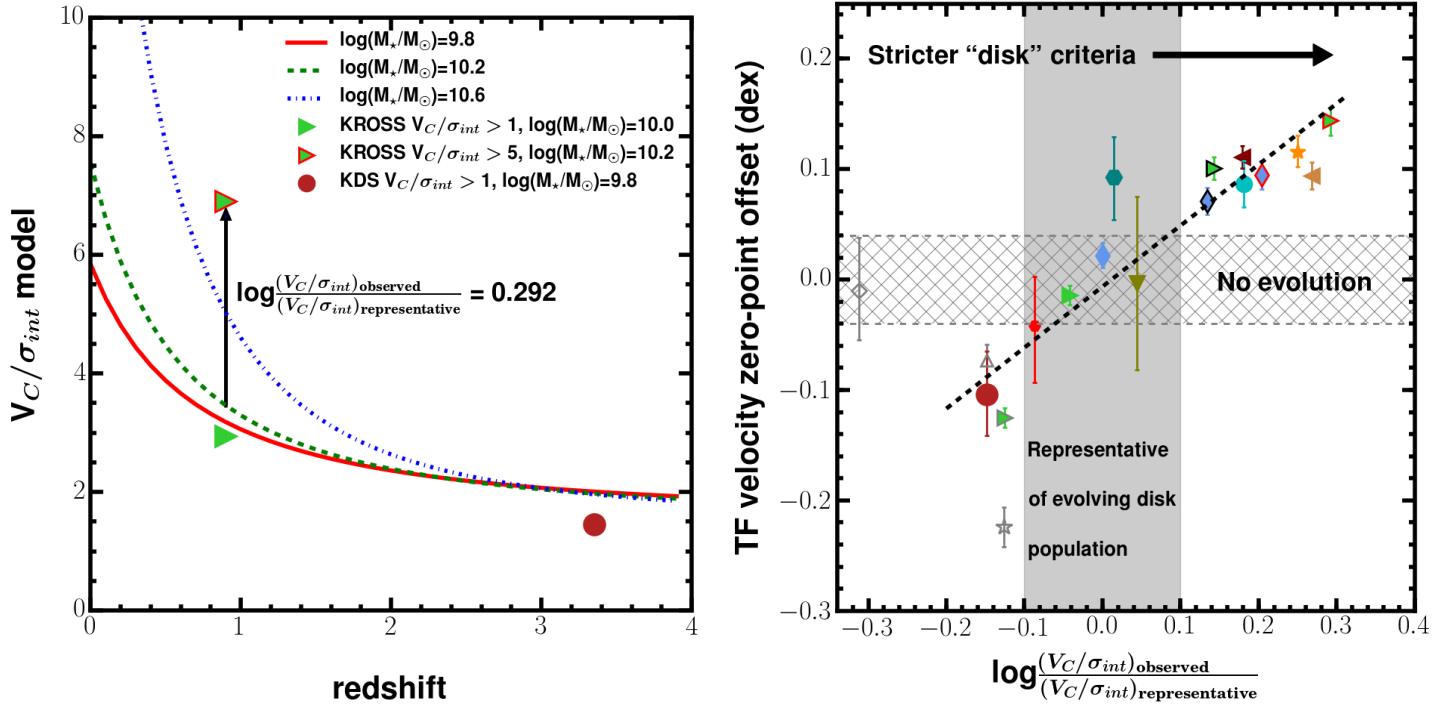 10
8
6
4
2
0
V_C/σ_int model
log(M⋆/M⊙)=9.8
log(M⋆/M⊙)=10.2
log(M⋆/M⊙)=10.6
KROSS V_C/σ_int > 1, log(M⋆/M⊙)=10.0
KROSS V_C/σ_int > 5, log(M⋆/M⊙)=10.2
KDS V_C/σ_int > 1, log(M⋆/M⊙)=9.8
log (V_C/σ_int)observed / (V_C/σ_int)representative = 0.292
0 1 2 3 4
redshift
TF velocity zero-point offset (dex)
0.2
0.1
0.0
−0.1
−0.2
−0.3
Stricter “disk” criteria
No evolution
Representative
of evolving disk
population
−0.3 −0.2 −0.1 0.0 0.1 0.2 0.3 0.4
log (V_C/σ_int)observed / (V_C/σ_int)representative